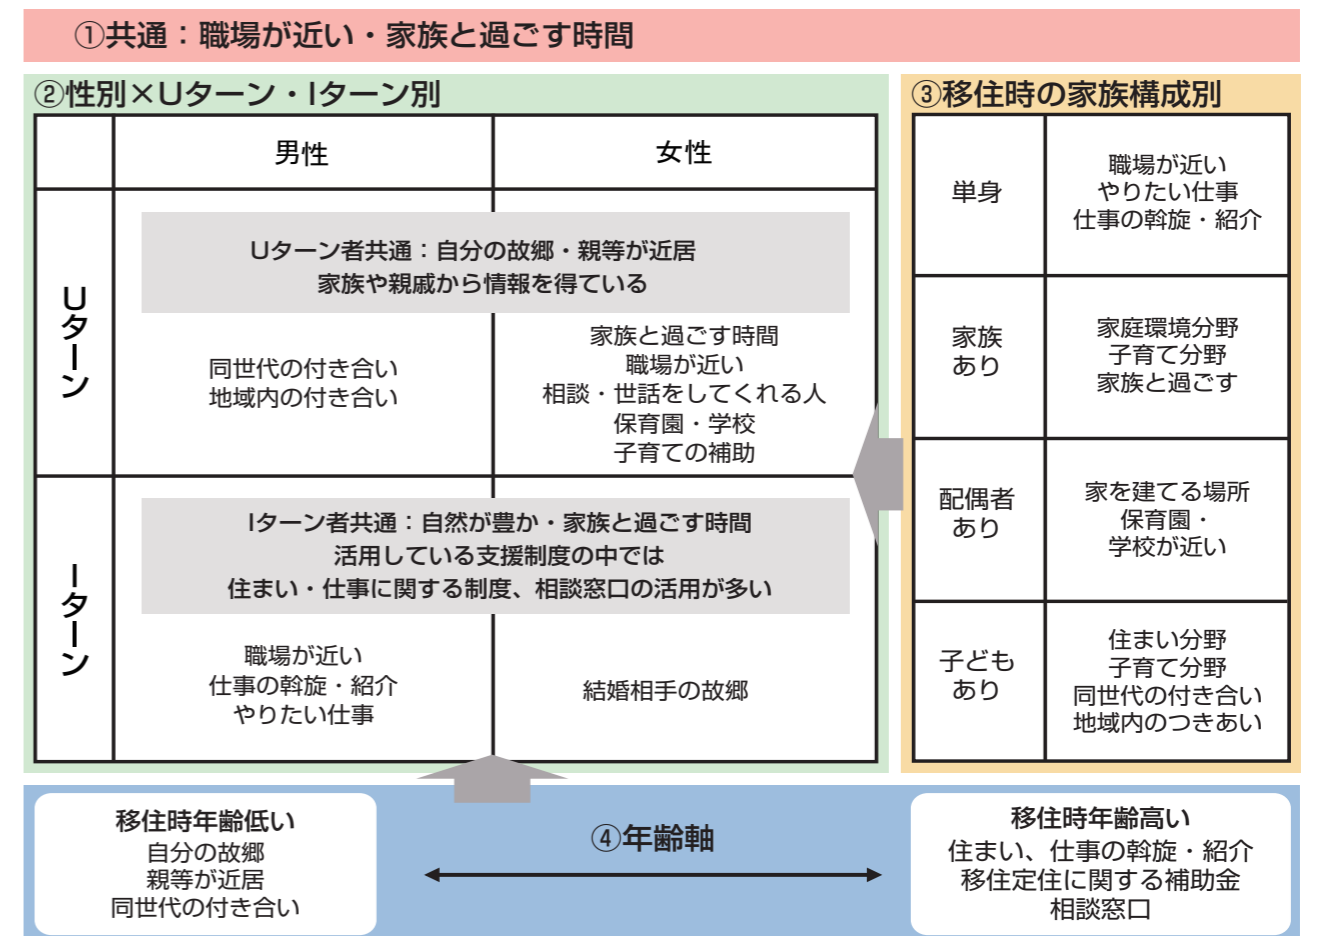 ①共通：職場が近い・家族と過ごす時間
②性別×Uターン・Iターン別
男性
女性
Uターン
Uターン者共通：自分の故郷・親等が近居
家族や親戚から情報を得ている
同世代の付き合い
地域内の付き合い
家族と過ごす時間
職場が近い
相談・世話をしてくれる人
保育園・学校
子育ての補助
Iターン
Iターン者共通：自然が豊か・家族と過ごす時間
活用している支援制度の中では
住まい・仕事に関する制度、相談窓口の活用が多い
職場が近い
仕事の斡旋・紹介
やりたい仕事
結婚相手の故郷
③移住時の家族構成別
単身
職場が近い
やりたい仕事
仕事の斡旋・紹介
家族
あり
家庭環境分野
子育て分野
家族と過ごす
配偶者
あり
家を建てる場所
保育園・
学校が近い
子ども
あり
住まい分野
子育て分野
同世代の付き合い
地域内のつきあい
移住時年齢低い
自分の故郷
親等が近居
同世代の付き合い
④年齢軸
移住時年齢高い
住まい、仕事の斡旋・紹介
移住定住に関する補助金
相談窓口